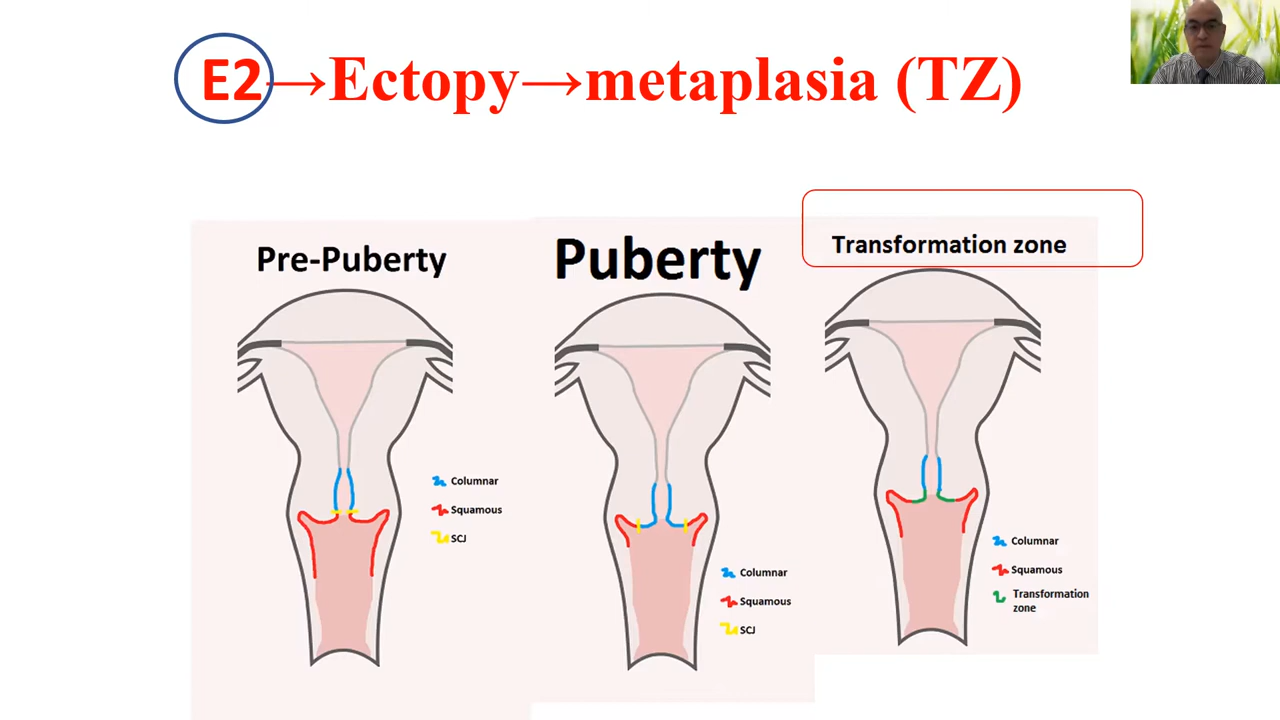 E2→Ectopy→metaplasia (TZ)
Pre-Puberty
Puberty
Transformation zone
Columnar
Squamous
SCJ
Columnar
Squamous
SCJ
Columnar
Squamous
Transformation
zone